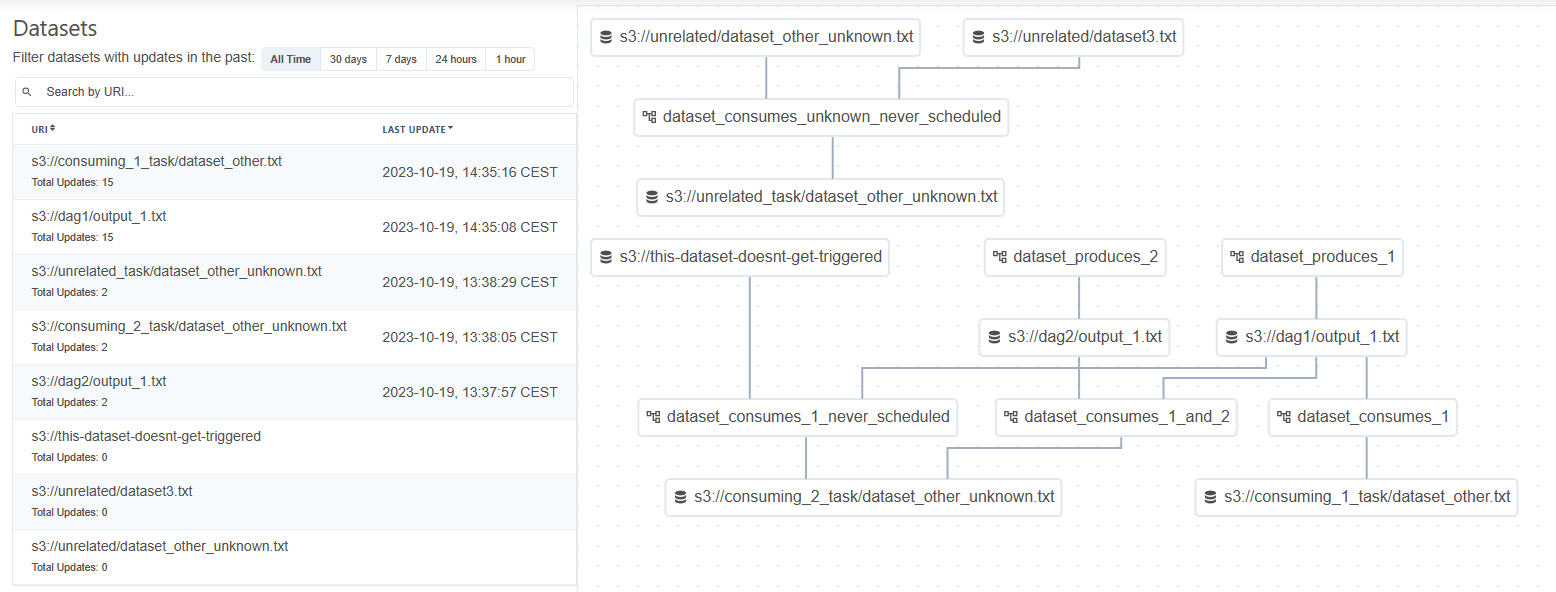 Datasets
Filter datasets with updates in the past: All Time 30 days 7 days 24 hours 1 hour
Search by URI...
URI LAST UPDATE
s3://consuming_1_task/dataset_other.txt
Total Updates: 15
2023-10-19, 14:35:16 CEST
s3://dag1/output_1.txt
Total Updates: 15
2023-10-19, 14:35:08 CEST
s3://unrelated_task/dataset_other_unknown.txt
Total Updates: 2
2023-10-19, 13:38:29 CEST
s3://consuming_2_task/dataset_other_unknown.txt
Total Updates: 2
2023-10-19, 13:38:05 CEST
s3://dag2/output_1.txt
Total Updates: 2
2023-10-19, 13:37:57 CEST
s3://this-dataset-doesnt-get-triggered
Total Updates: 0
s3://unrelated/dataset3.txt
Total Updates: 0
s3://unrelated/dataset_other_unknown.txt
Total Updates: 0
s3://unrelated/dataset_other_unknown.txt s3://unrelated/dataset3.txt
dataset_consumes_unknown_never_scheduled
s3://unrelated_task/dataset_other_unknown.txt
s3://this-dataset-doesnt-get-triggered dataset_produces_2 dataset_produces_1
s3://dag2/output_1.txt s3://dag1/output_1.txt
dataset_consumes_1_never_scheduled dataset_consumes_1_and_2 dataset_consumes_1
s3://consuming_2_task/dataset_other_unknown.txt s3://consuming_1_task/dataset_other.txt